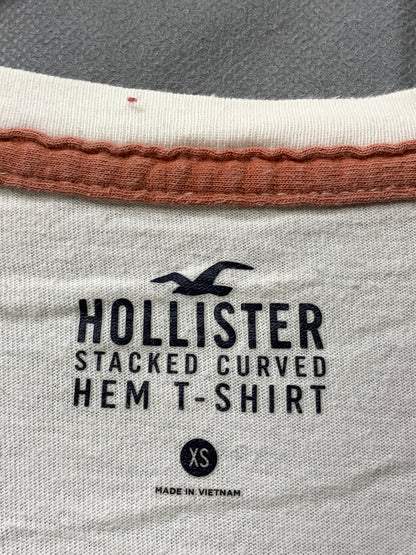 HOLLISTER
STACKED CURVED
HEM T-SHIRT
XS
MADE IN VIETNAM